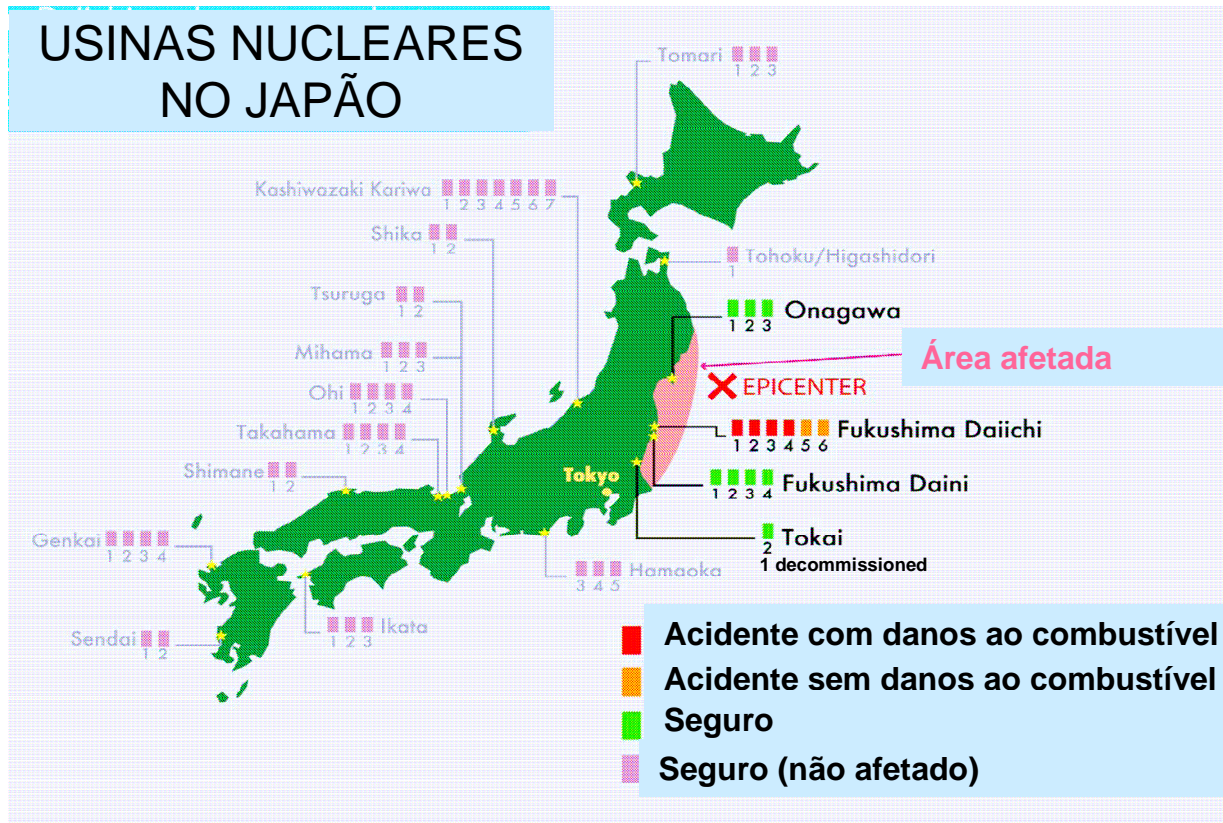 USINAS NUCLEARES
NO JAPÃO
Tomari
1 2 3
Kashiwazaki Kariwa
1 2 3 4 5 6 7
Shika
1 2
Tohoku/Higashidori
1
Tsuruga
1 2
Onagawa
1 2 3
Mihama
1 2 3
Área afetada
EPICENTER
Ohi
1 2 3 4
Takahama
1 2 3 4
Fukushima Daiichi
1 2 3 4 5 6
Shimane
1 2
Tokyo
Fukushima Daini
1 2 3 4
Genkai
1 2 3 4
Tokai
2
1 decommissioned
Hamaoka
3 4 5
Ikata
1 2 3
Sendai
1 2
Acidente com danos ao combustível
Acidente sem danos ao combustível
Seguro
Seguro (não afetado)